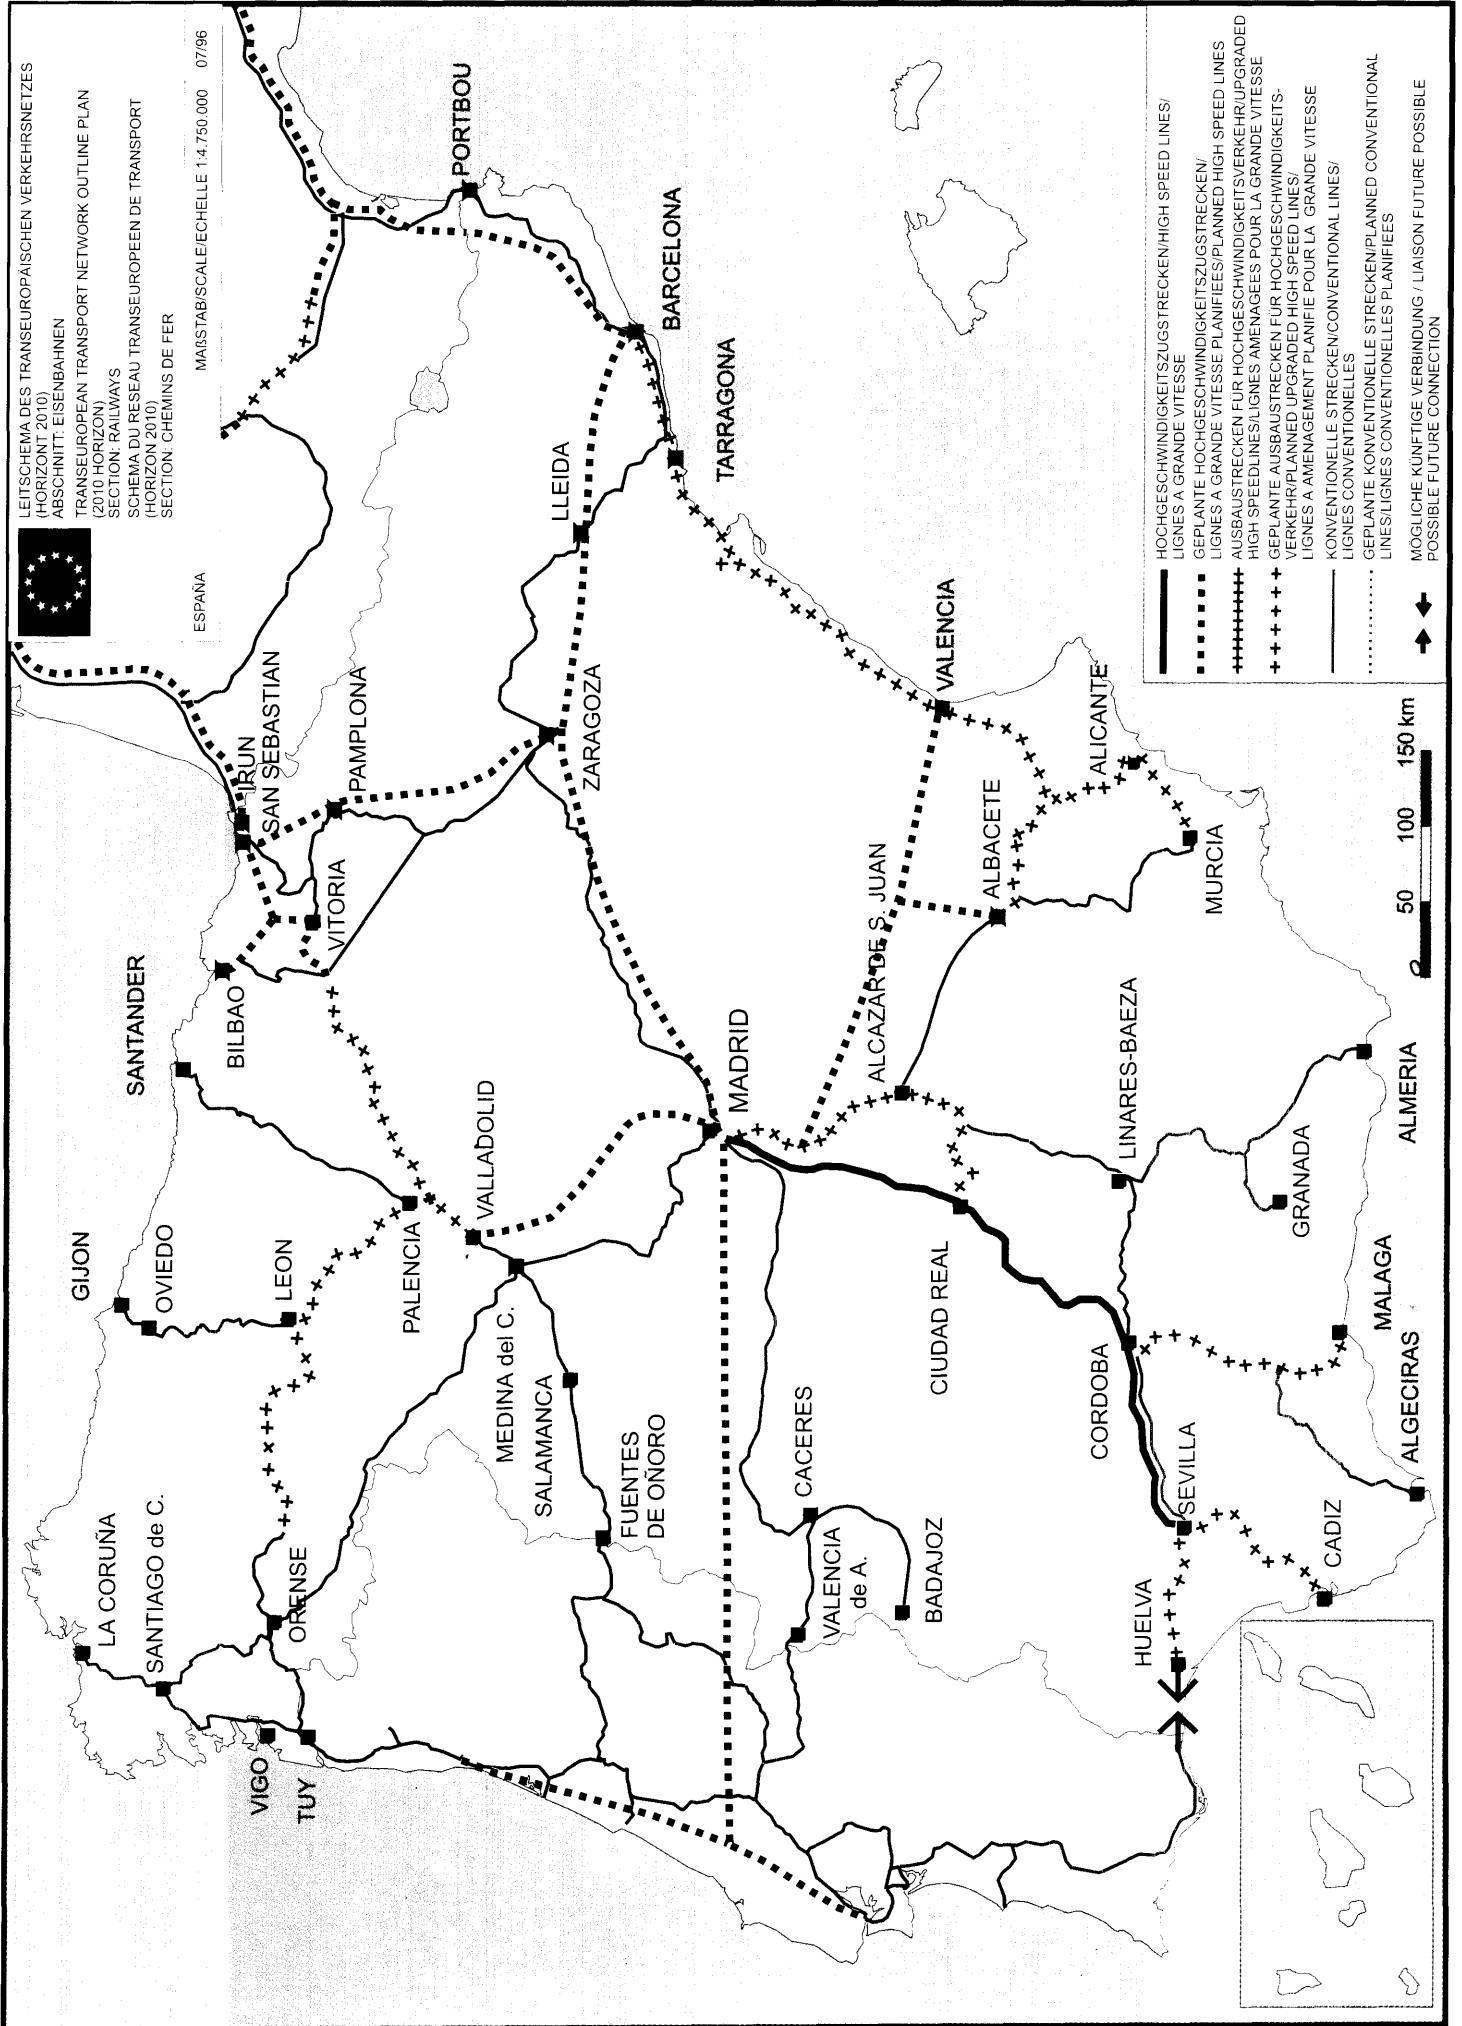 LEITSCHEMA DES TRANSEUROPÄISCHEN VERKEHRSNETZES
(HORIZONT 2010)
ABSCHNITT: EISENBAHNEN
TRANSEUROPEAN TRANSPORT NETWORK OUTLINE PLAN
(2010 HORIZON)
SECTION: RAILWAYS
SCHEMA DU RESEAU TRANSEUROPEEN DE TRANSPORT
(HORIZON 2010)
SECTION: CHEMINS DE FER
ESPAÑA
MAßSTAB/SCALE/ECHELLE 1:4.750.000 07/96
GIJON
OVIEDO
LEON
LA CORUÑA
SANTIAGO de C.
ORENSE
VIGO
TUY
SANTANDER
BILBAO
IRUN
SAN SEBASTIAN
VITORIA
PAMPLONA
PALENCIA
VALLADOLID
MEDINA del C.
SALAMANCA
FUENTES
DE OÑORO
ZARAGOZA
LLEIDA
PORTBOU
BARCELONA
TARRAGONA
MADRID
CACERES
VALENCIA
de A.
BADAJOZ
CIUDAD REAL
ALCAZAR DE S. JUAN
ALBACETE
VALENCIA
ALICANTE
MURCIA
LINARES-BAEZA
CORDOBA
SEVILLA
HUELVA
CADIZ
GRANADA
ALMERIA
MALAGA
ALGECIRAS
0 50 100 150 km
HOCHGESCHWINDIGKEITSZUGSTRECKEN/HIGH SPEED LINES/
LIGNES A GRANDE VITESSE
GEPLANTE HOCHGESCHWINDIGKEITSZUGSTRECKEN/
LIGNES A GRANDE VITESSE PLANIFIEES/PLANNED HIGH SPEED LINES
AUSBAUSTRECKEN FÜR HOCHGESCHWINDIGKEITSVERKEHR/UPGRADED
HIGH SPEEDLINES/LIGNES AMENAGEES POUR LA GRANDE VITESSE
GEPLANTE AUSBAUSTRECKEN FÜR HOCHGESCHWINDIGKEITS-
VERKEHR/PLANNED UPGRADED HIGH SPEED LINES/
LIGNES A AMENAGEMENT PLANIFIE POUR LA GRANDE VITESSE
KONVENTIONELLE STRECKEN/CONVENTIONAL LINES/
LIGNES CONVENTIONELLES
GEPLANTE KONVENTIONELLE STRECKEN/PLANNED CONVENTIONAL
LINES/LIGNES CONVENTIONELLES PLANIFIEES
MÖGLICHE KÜNFTIGE VERBINDUNG / LIAISON FUTURE POSSIBLE
POSSIBLE FUTURE CONNECTION